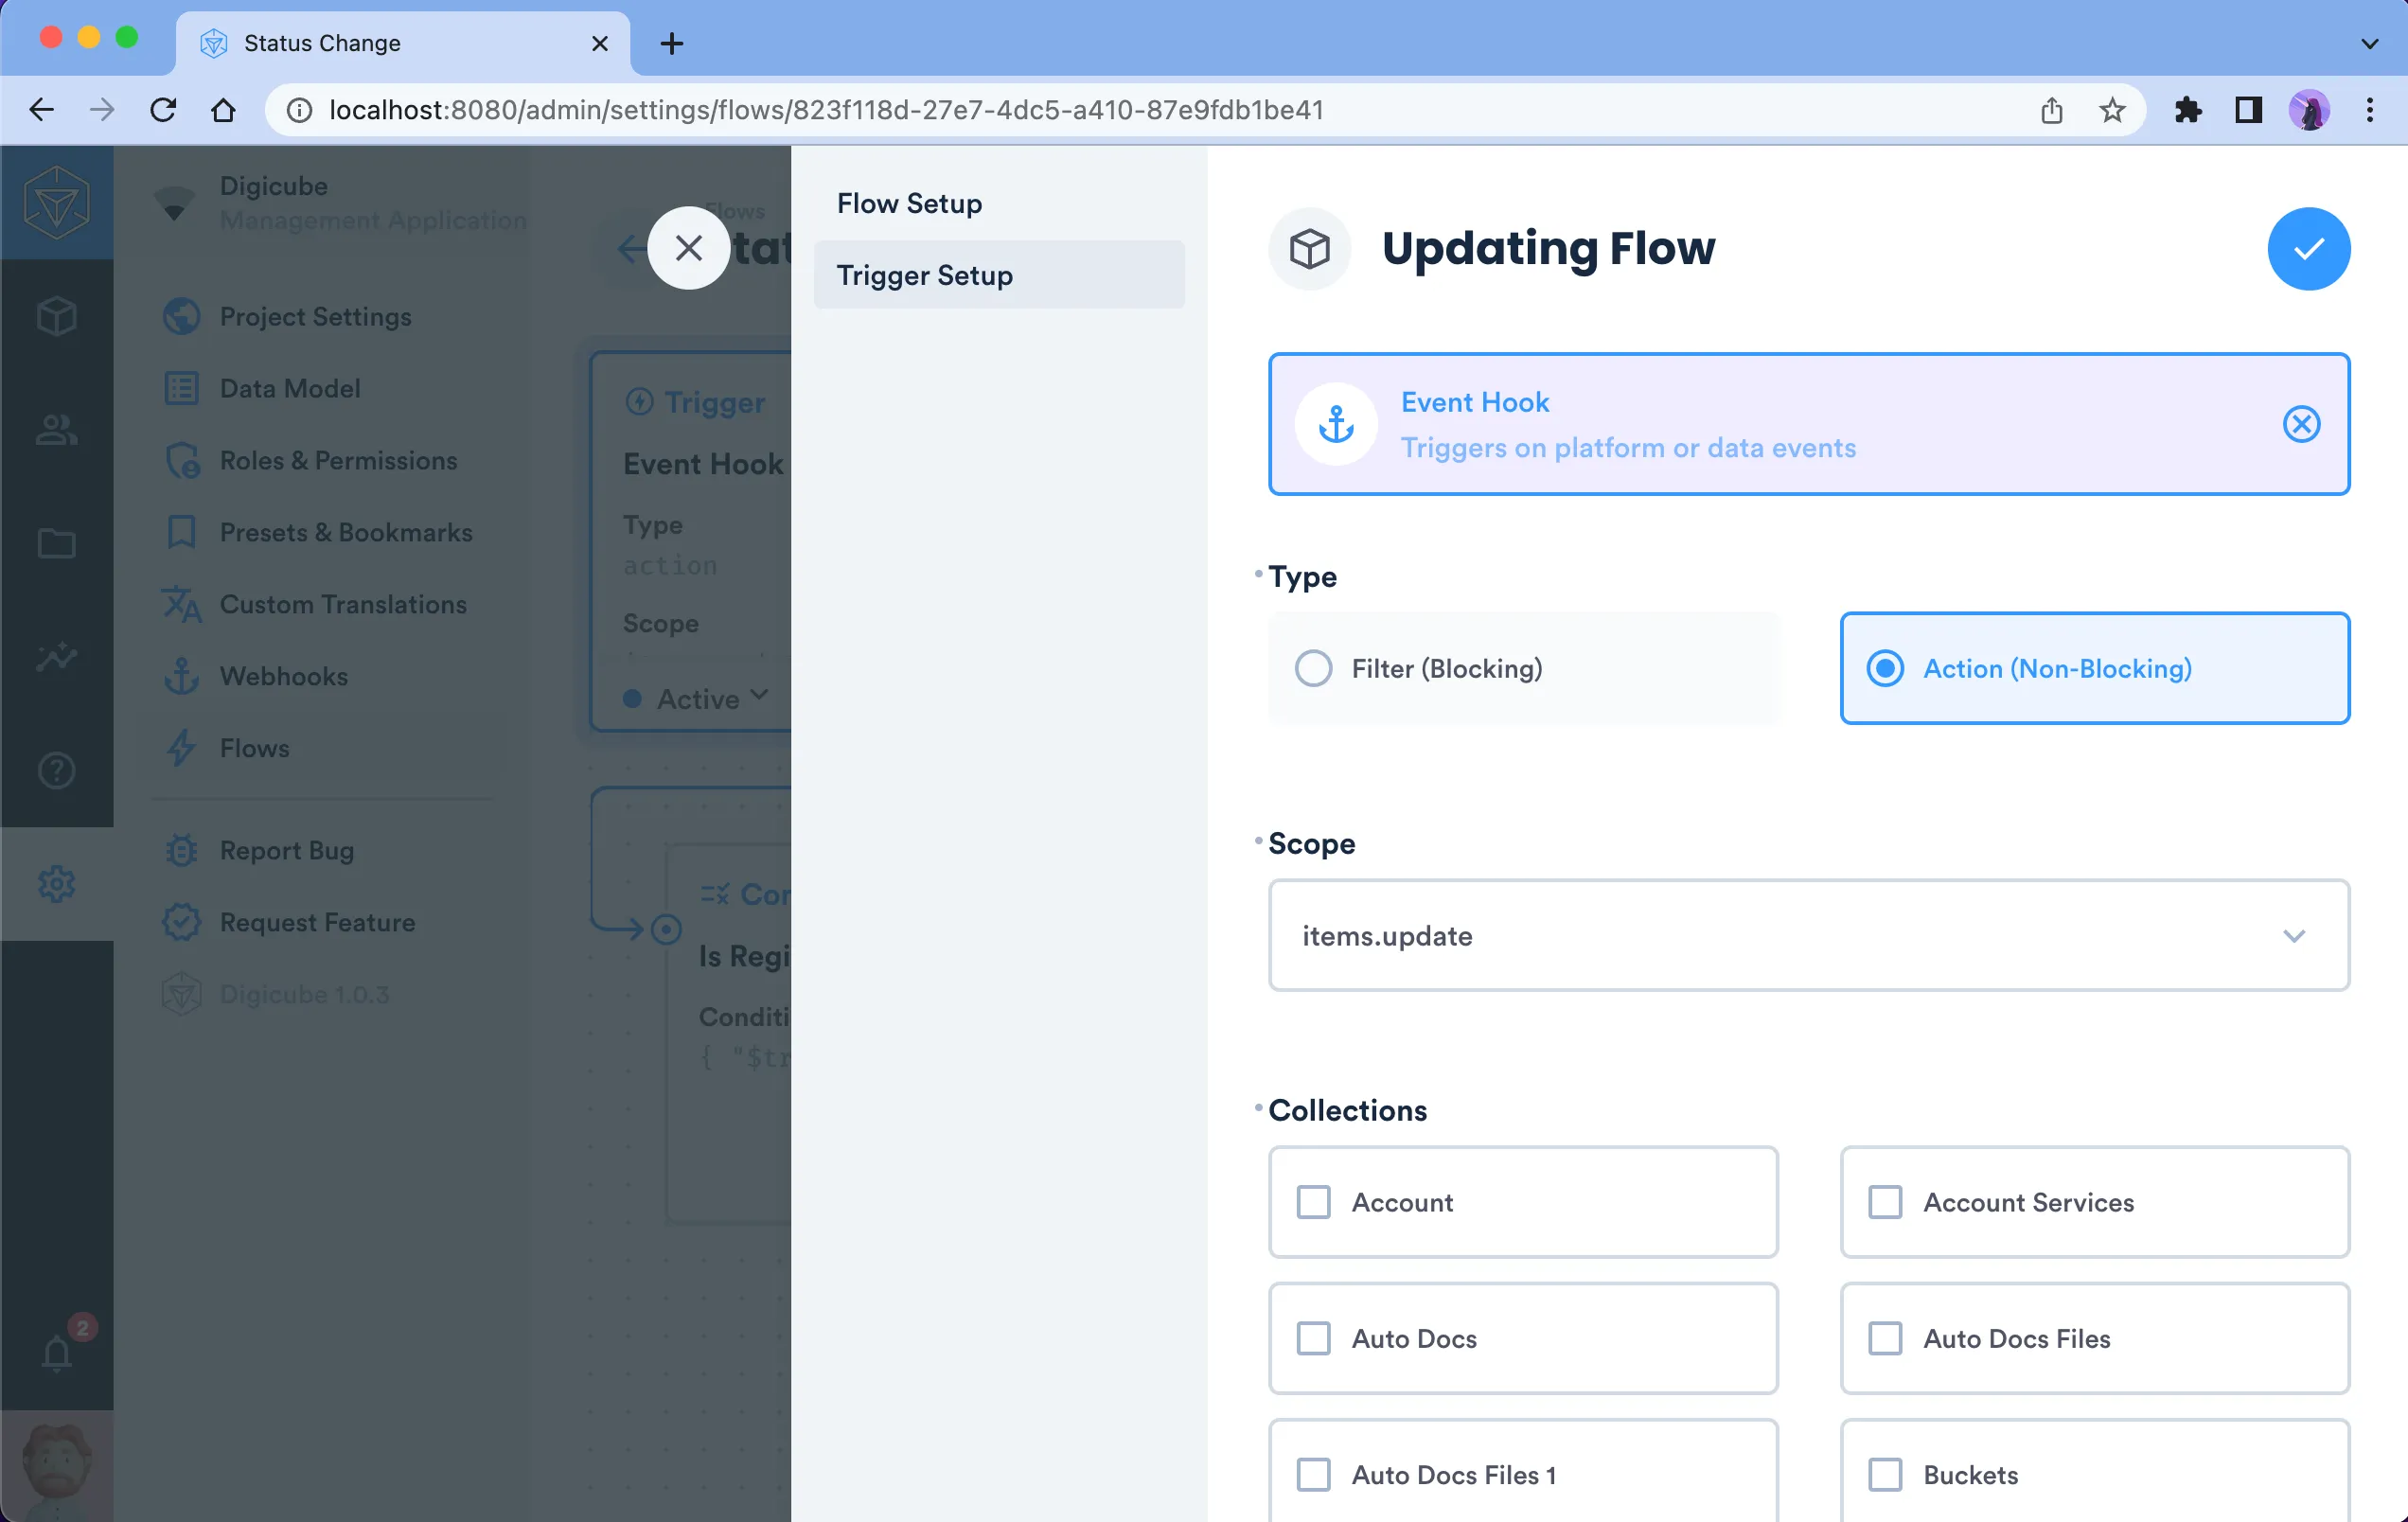 Status Change
localhost:8080/admin/settings/flows/823f118d-27e7-4dc5-a410-87e9fdb1be41
Digicube
Management Application
Project Settings
Data Model
Roles & Permissions
Presets & Bookmarks
Custom Translations
Webhooks
Flows
Report Bug
Request Feature
Digicube 1.0.3
2
Flows
tat
Trigger
Event Hook
Type
action
Scope
Active
Con
Is Regi
Conditi
{ "$tr
Flow Setup
Trigger Setup
Updating Flow
Event Hook
Triggers on platform or data events
Type
Filter (Blocking)
Action (Non-Blocking)
Scope
items.update
Collections
Account
Account Services
Auto Docs
Auto Docs Files
Auto Docs Files 1
Buckets